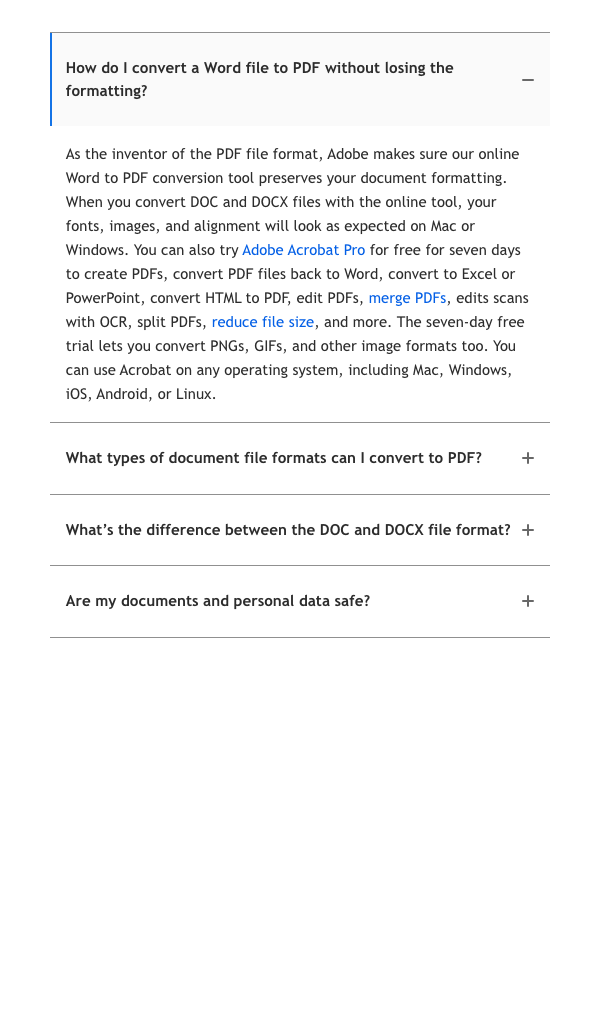 How do I convert a Word file to PDF without losing the
formatting?
As the inventor of the PDF file format, Adobe makes sure our online
Word to PDF conversion tool preserves your document formatting.
When you convert DOC and DOCX files with the online tool, your
fonts, images, and alignment will look as expected on Mac or
Windows. You can also try Adobe Acrobat Pro for free for seven days
to create PDFs, convert PDF files back to Word, convert to Excel or
PowerPoint, convert HTML to PDF, edit PDFs, merge PDFs, edits scans
with OCR, split PDFs, reduce file size, and more. The seven-day free
trial lets you convert PNGs, GIFs, and other image formats too. You
can use Acrobat on any operating system, including Mac, Windows,
iOS, Android, or Linux.
What types of document file formats can I convert to PDF?
What’s the difference between the DOC and DOCX file format?
Are my documents and personal data safe?